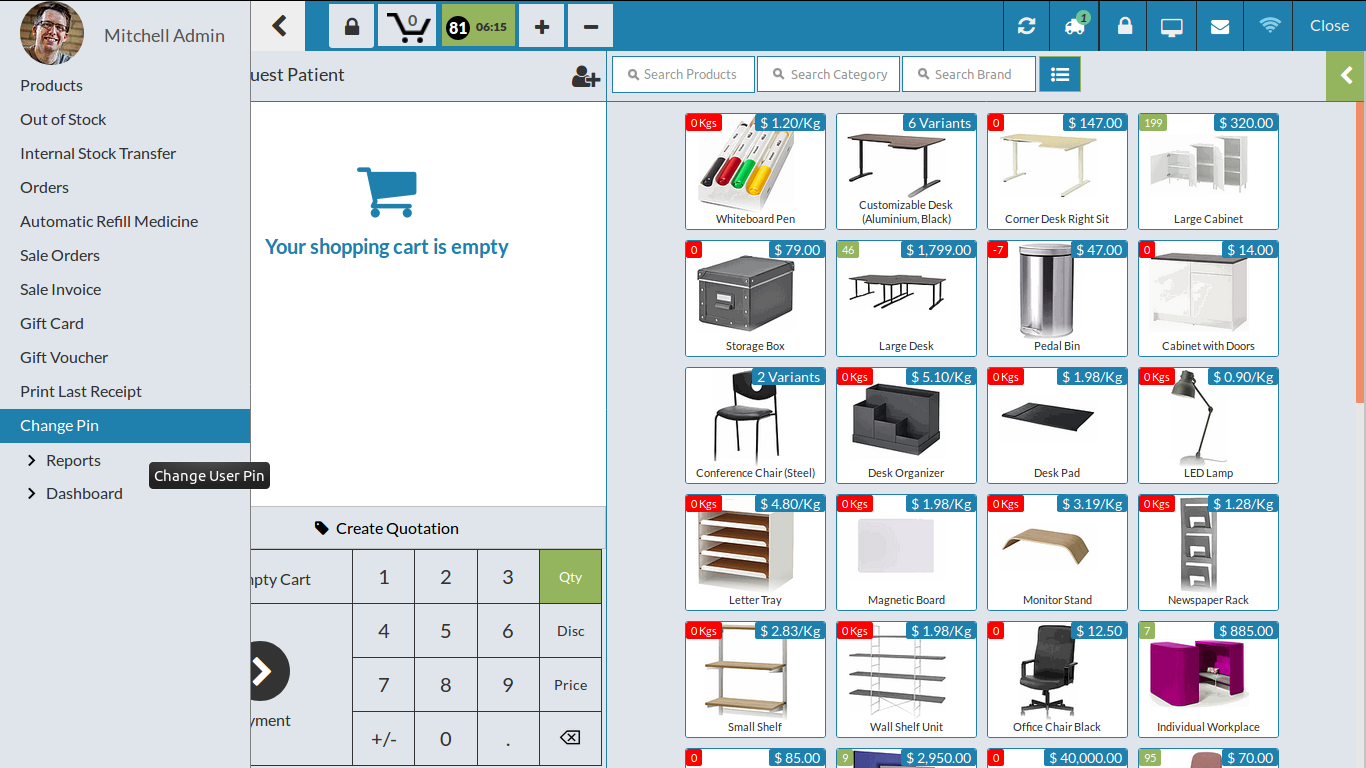 Mitchell Admin
Products
Out of Stock
Internal Stock Transfer
Orders
Automatic Refill Medicine
Sale Orders
Sale Invoice
Gift Card
Gift Voucher
Print Last Receipt
Change Pin
Reports
Dashboard
Change User Pin
0
81 06:15
+
−
1
Close
uest Patient
Search Products
Search Category
Search Brand
Your shopping cart is empty
Create Quotation
mpty Cart
1 2 3 Qty
4 5 6 Disc
7 8 9 Price
yment
+/- 0 .
0 Kgs $ 1.20/Kg
Whiteboard Pen
6 Variants
Customizable Desk
(Aluminium, Black)
0 $ 147.00
Corner Desk Right Sit
199 $ 320.00
Large Cabinet
0 $ 79.00
Storage Box
46 $ 1,799.00
Large Desk
-7 $ 47.00
Pedal Bin
0 $ 14.00
Cabinet with Doors
2 Variants
Conference Chair (Steel)
0 Kgs $ 5.10/Kg
Desk Organizer
0 Kgs $ 1.98/Kg
Desk Pad
0 Kgs $ 0.90/Kg
LED Lamp
0 Kgs $ 4.80/Kg
Letter Tray
0 Kgs $ 1.98/Kg
Magnetic Board
0 Kgs $ 3.19/Kg
Monitor Stand
0 Kgs $ 1.28/Kg
Newspaper Rack
0 Kgs $ 2.83/Kg
Small Shelf
0 Kgs $ 1.98/Kg
Wall Shelf Unit
0 $ 12.50
Office Chair Black
7 $ 885.00
Individual Workplace
0 $ 85.00
9 $ 2,950.00
0 $ 40,000.00
95 $ 70.00